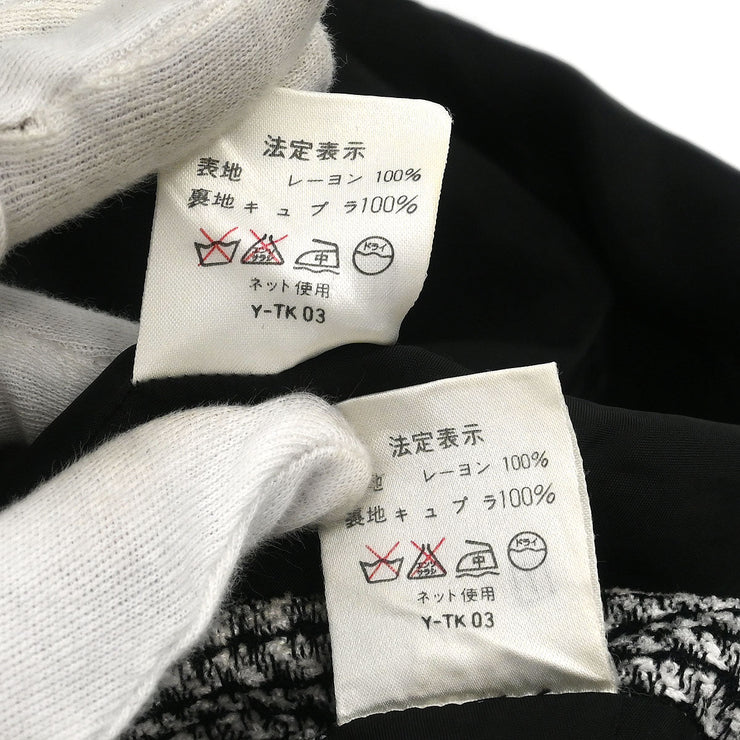 法定表示
表地 レーヨン 100%
裏地 キュプラ100%
エンソ サラシ 中 ドライ
ネット使用
Y-TK 03
法定表示
地 レーヨン 100%
裏地 キュプラ100%
エンソ サラシ 中 ドライ
ネット使用
Y-TK 03